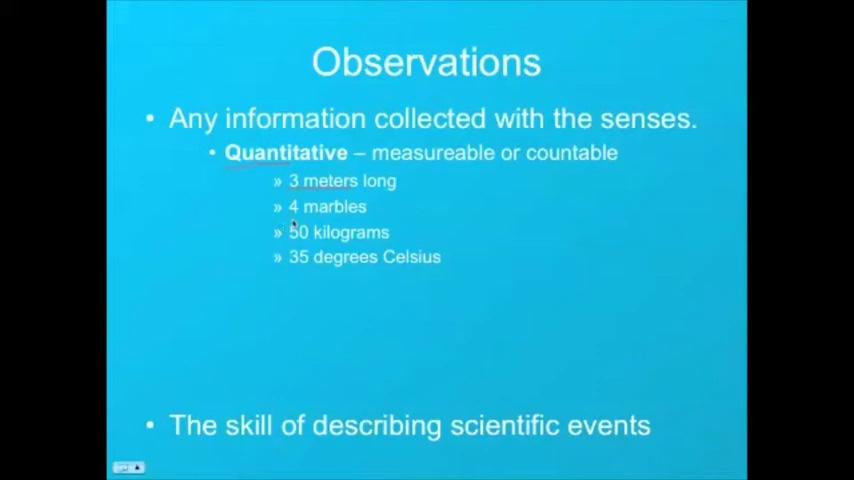 Observations
• Any information collected with the senses.
• Quantitative – measureable or countable
» 3 meters long
» 4 marbles
» 50 kilograms
» 35 degrees Celsius
• The skill of describing scientific events